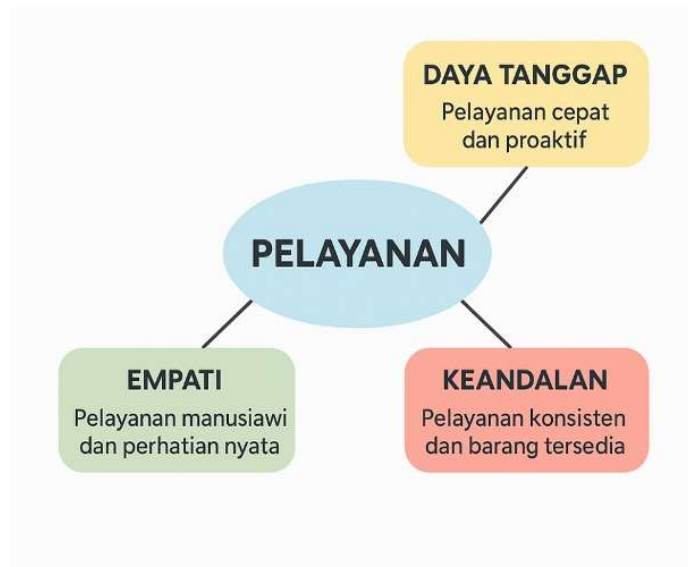 DAYA TANGGAP
Pelayanan cepat
dan proaktif
PELAYANAN
EMPATI
Pelayanan manusiawi
dan perhatian nyata
KEANDALAN
Pelayanan konsisten
dan barang tersedia